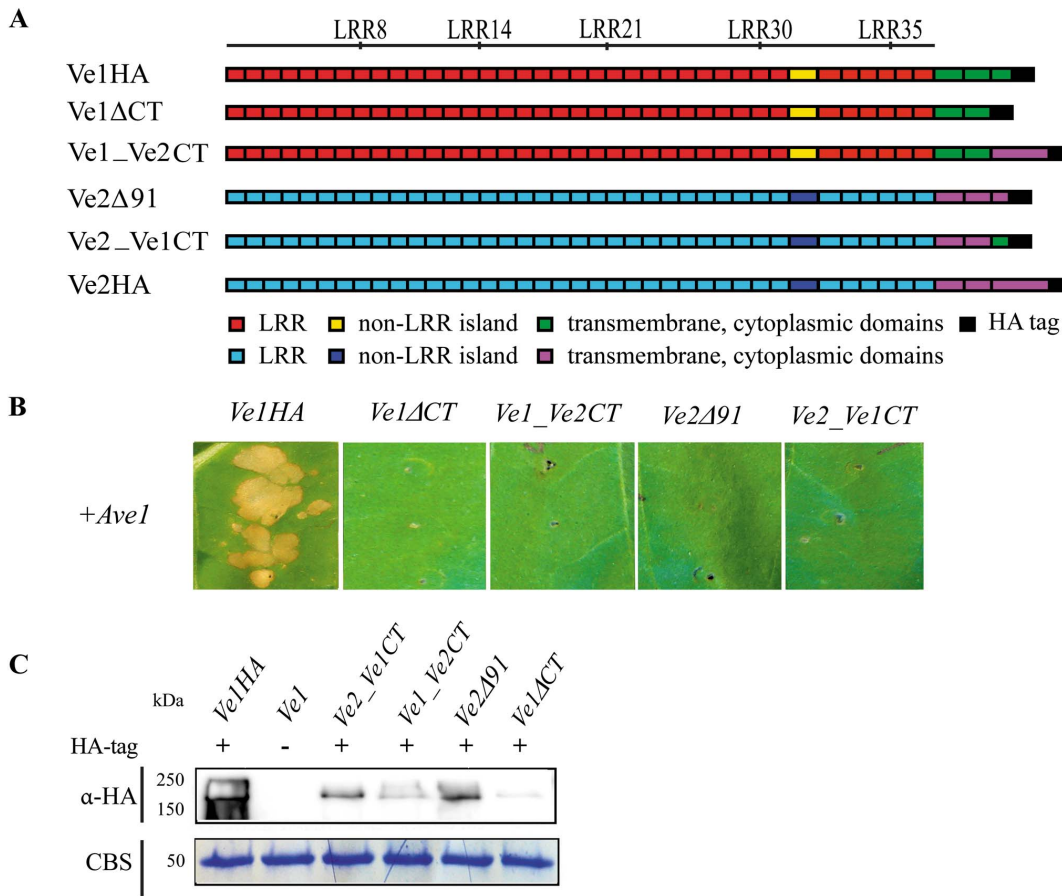 A
LRR8 LRR14 LRR21 LRR30 LRR35
Ve1HA
Ve1ΔCT
Ve1_Ve2CT
Ve2Δ91
Ve2_Ve1CT
Ve2HA
LRR non-LRR island transmembrane, cytoplasmic domains HA tag
LRR non-LRR island transmembrane, cytoplasmic domains
B
Ve1HA Ve1ΔCT Ve1_Ve2CT Ve2Δ91 Ve2_Ve1CT
+Ave1
C
kDa Ve1HA Ve1 Ve2_Ve1CT Ve1_Ve2CT Ve2Δ91 Ve1ΔCT
HA-tag + - + + + +
α-HA 250
150
CBS 50